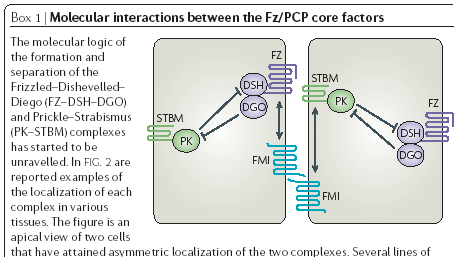 Box 1 | Molecular interactions between the Fz/PCP core factors
The molecular logic of
the formation and
separation of the
Frizzled–Dishevelled–
Diego (FZ–DSH–DGO)
and Prickle–Strabismus
(PK–STBM) complexes
has started to be
unravelled. In FIG. 2 are
reported examples of
the localization of each
complex in various
tissues. The figure is an
apical view of two cells
that have attained asymmetric localization of the two complexes. Several lines of
FZ
DSH
DGO
STBM
PK
FMI
STBM
PK
FZ
DSH
DGO
FMI